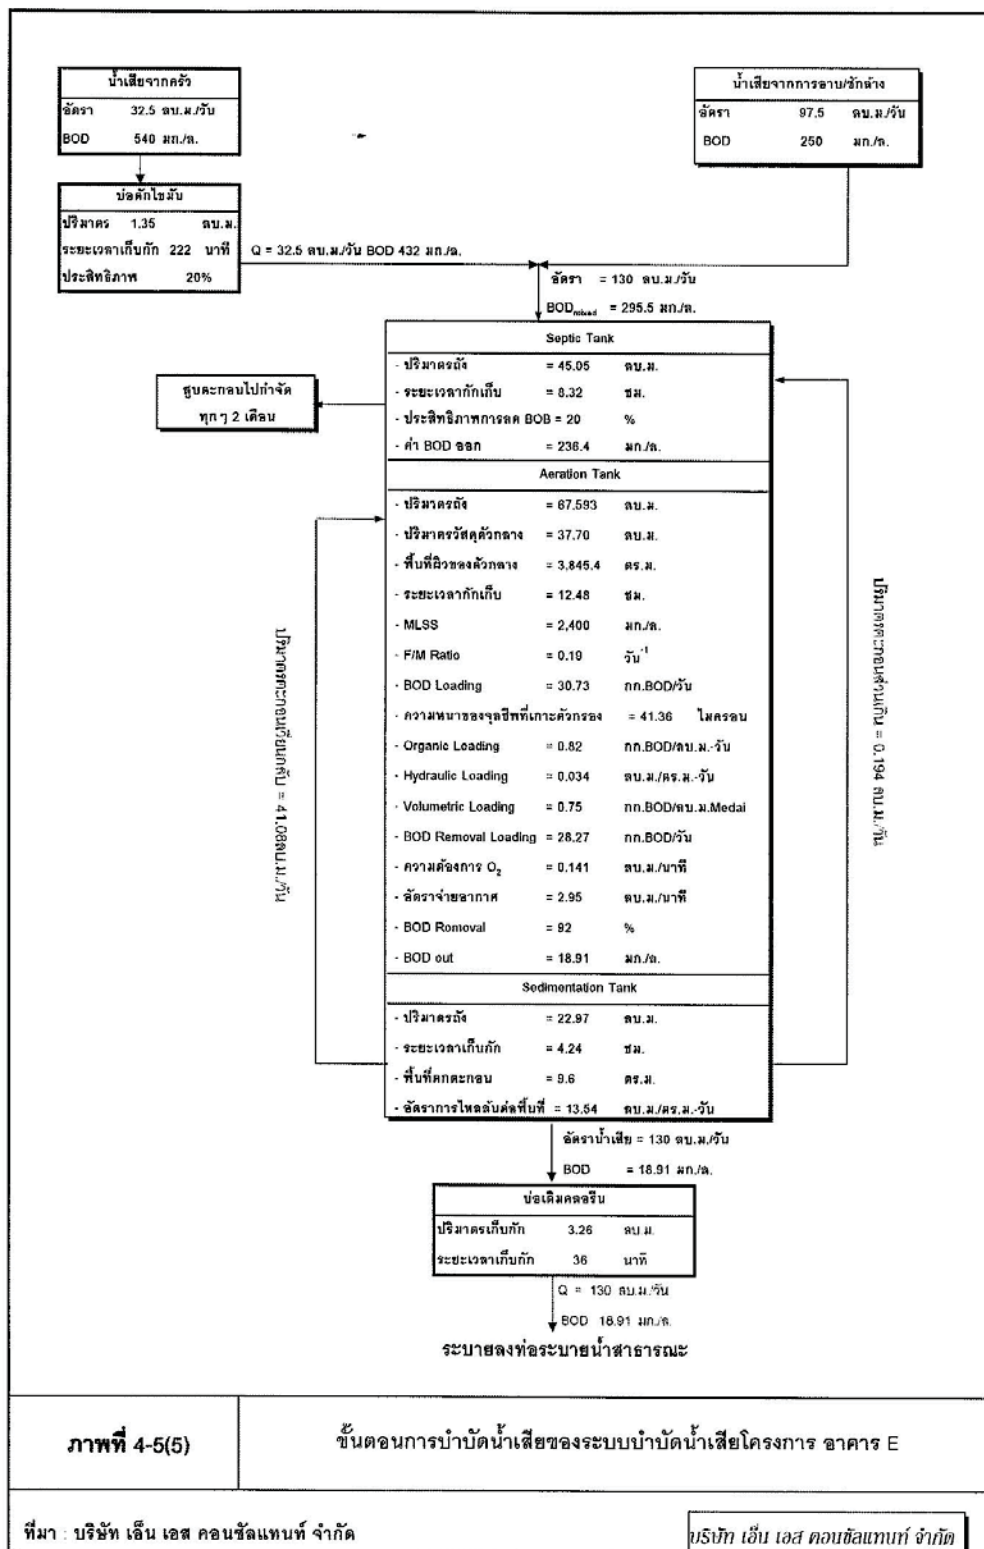 น้ำเสียจากครัว
อัตรา 32.5 ลบ.ม./วัน
BOD 540 มก./ล.
น้ำเสียจากการอาบ/ซักล้าง
อัตรา 97.5 ลบ.ม./วัน
BOD 250 มก./ล.
บ่อดักไขมัน
ปริมาตร 1.35 ลบ.ม.
ระยะเวลาเก็บกัก 222 นาที
ประสิทธิภาพ 20%
Q = 32.5 ลบ.ม./วัน BOD 432 มก./ล.
อัตรา = 130 ลบ.ม./วัน
BODmixed = 295.5 มก./ล.
Septic Tank
- ปริมาตรถัง = 45.05 ลบ.ม.
- ระยะเวลากักเก็บ = 8.32 ชม.
- ประสิทธิภาพการลด BOB = 20 %
- ค่า BOD ออก = 236.4 มก./ล.
สูบตะกอนไปกำจัด
ทุกๆ 2 เดือน
Aeration Tank
- ปริมาตรถัง = 67.593 ลบ.ม.
- ปริมาตรวัสดุตัวกลาง = 37.70 ลบ.ม.
- พื้นที่ผิวของตัวกลาง = 3,845.4 ตร.ม.
- ระยะเวลากักเก็บ = 12.48 ชม.
- MLSS = 2,400 มก./ล.
- F/M Ratio = 0.19 วัน-1
- BOD Loading = 30.73 กก.BOD/วัน
- ความหนาของจุลชีพที่เกาะตัวกรอง = 41.36 ไมครอน
- Organic Loading = 0.82 กก.BOD/ลบ.ม.-วัน
- Hydraulic Loading = 0.034 ลบ.ม./ตร.ม.-วัน
- Volumetric Loading = 0.75 กก.BOD/ลบ.ม.Medai
- BOD Removal Loading = 28.27 กก.BOD/วัน
- ความต้องการ O2 = 0.141 ลบ.ม./นาที
- อัตราจ่ายอากาศ = 2.95 ลบ.ม./นาที
- BOD Romoval = 92 %
- BOD out = 18.91 มก./ล.
ปริมาตรตะกอนเวียนกลับ = 41.08ลบ.ม./วัน
ปริมาตรตะกอนส่วนเกิน = 0.194 ลบ.ม./วัน
Sedimentation Tank
- ปริมาตรถัง = 22.97 ลบ.ม.
- ระยะเวลาเก็บกัก = 4.24 ชม.
- พื้นที่ตกตะกอน = 9.6 ตร.ม.
- อัตราการไหลล้นต่อพื้นที่ = 13.54 ลบ.ม./ตร.ม.-วัน
อัตราน้ำเสีย = 130 ลบ.ม./วัน
BOD = 18.91 มก./ล.
บ่อเติมคลอรีน
ปริมาตรเก็บกัก 3.26 ลบ.ม.
ระยะเวลาเก็บกัก 36 นาที
Q = 130 ลบ.ม./วัน
BOD 18.91 มก./ล.
ระบายลงท่อระบายน้ำสาธารณะ
ภาพที่ 4-5(5)
ขั้นตอนการบำบัดน้ำเสียของระบบบำบัดน้ำเสียโครงการ อาคาร E
ที่มา : บริษัท เอ็น เอส คอนซัลแทนท์ จำกัด
บริษัท เอ็น เอส คอนซัลแทนท์ จำกัด